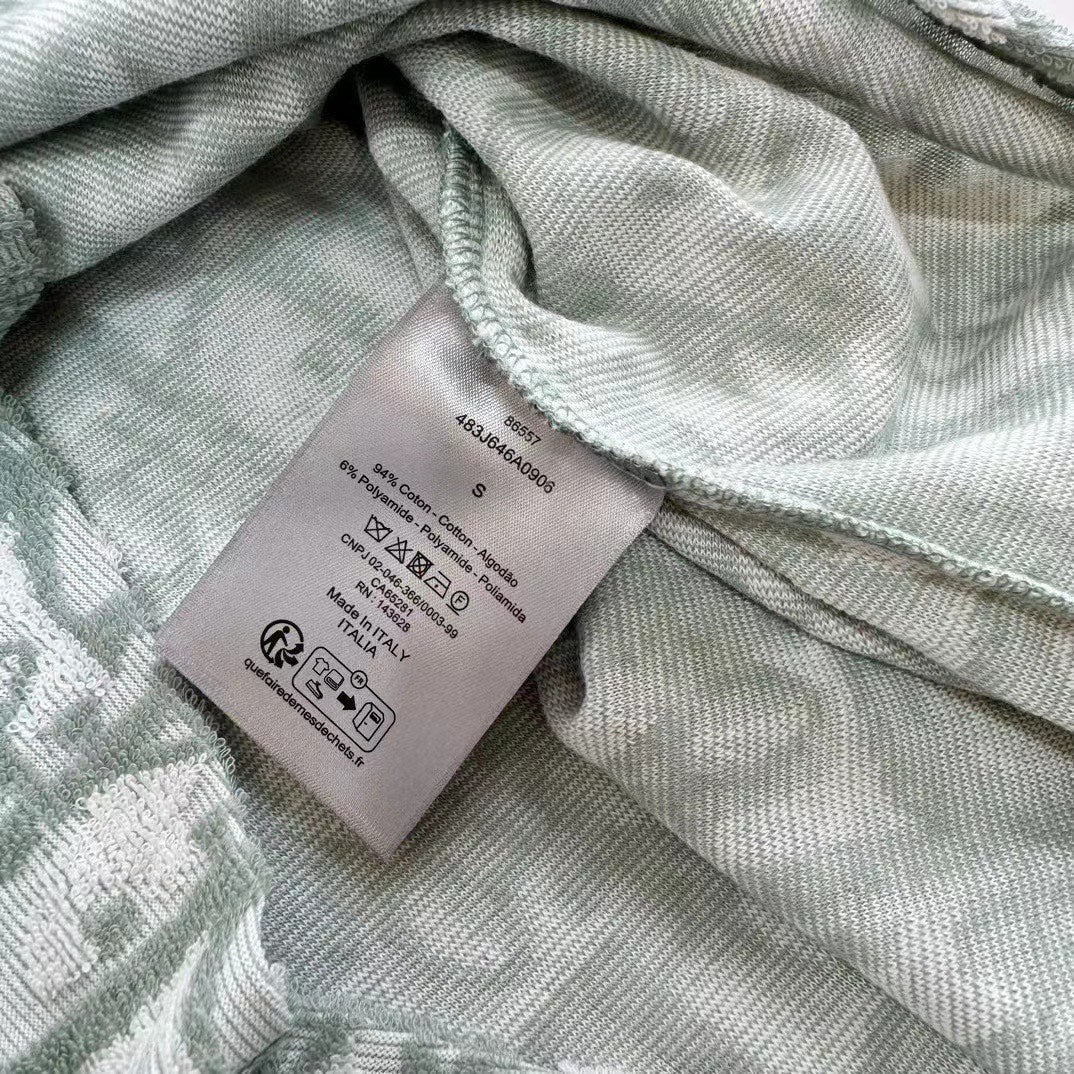 86557
483J646A0906
S
94% Coton - Cotton - Algodão
6% Polyamide - Polyamide - Poliamida
CNPJ 02-046-366/0003-99
CA65281
RN : 143628
Made In ITALY
ITALIA
FR
quefairedemesdechets.fr